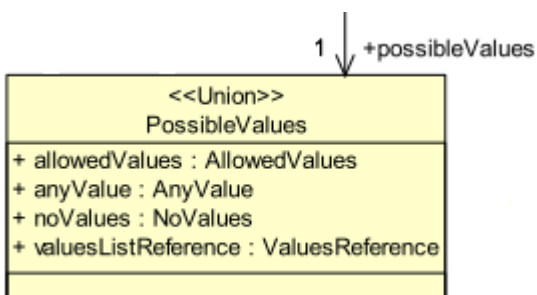 1 +possibleValues
<<Union>>
PossibleValues
+ allowedValues : AllowedValues
+ anyValue : AnyValue
+ noValues : NoValues
+ valuesListReference : ValuesReference